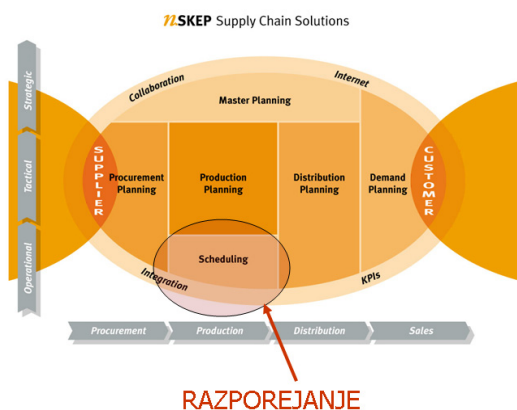 nSKEP Supply Chain Solutions
Strategic
Tactical
Operational
Collaboration
Internet
Master Planning
SUPPLIER
Procurement
Planning
Production
Planning
Distribution
Planning
Demand
Planning
CUSTOMER
Scheduling
Integration
KPIs
Procurement
Production
Distribution
Sales
RAZPOREJANJE